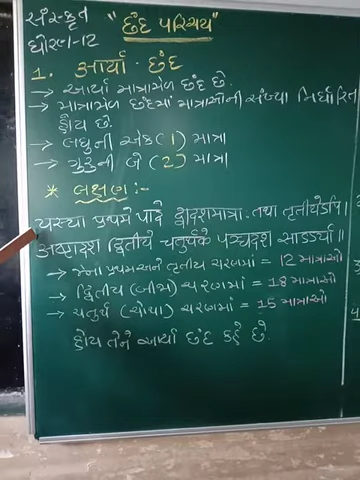 સંસ્કૃત
ધોરણ-12
"છંદ પરિચય"
1. આર્યા - છંદ
→ આર્યા માત્રામેળ છંદ છે.
→ માત્રામેળ છંદમાં માત્રાઓની સંખ્યા નિર્ધારિત
હોય છે.
→ લઘુની એક (1) માત્રા
→ ગુરુની બે (2) માત્રા
* લક્ષણ :-
यस्या प्रथमे पादे द्वादशमात्रा तथा तृतीयेऽपि।
अष्टादश द्वितीये चतुर्थके पञ्चदश साऽऽर्या॥
→ જેના પ્રથમ અને તૃતીય ચરણમાં = 12 માત્રાઓ
→ દ્વિતીય (બીજા) ચરણમાં = 18 માત્રાઓ
→ ચતુર્થ (ચોથા) ચરણમાં = 15 માત્રાઓ
હોય તેને આર્યા છંદ કહે છે.